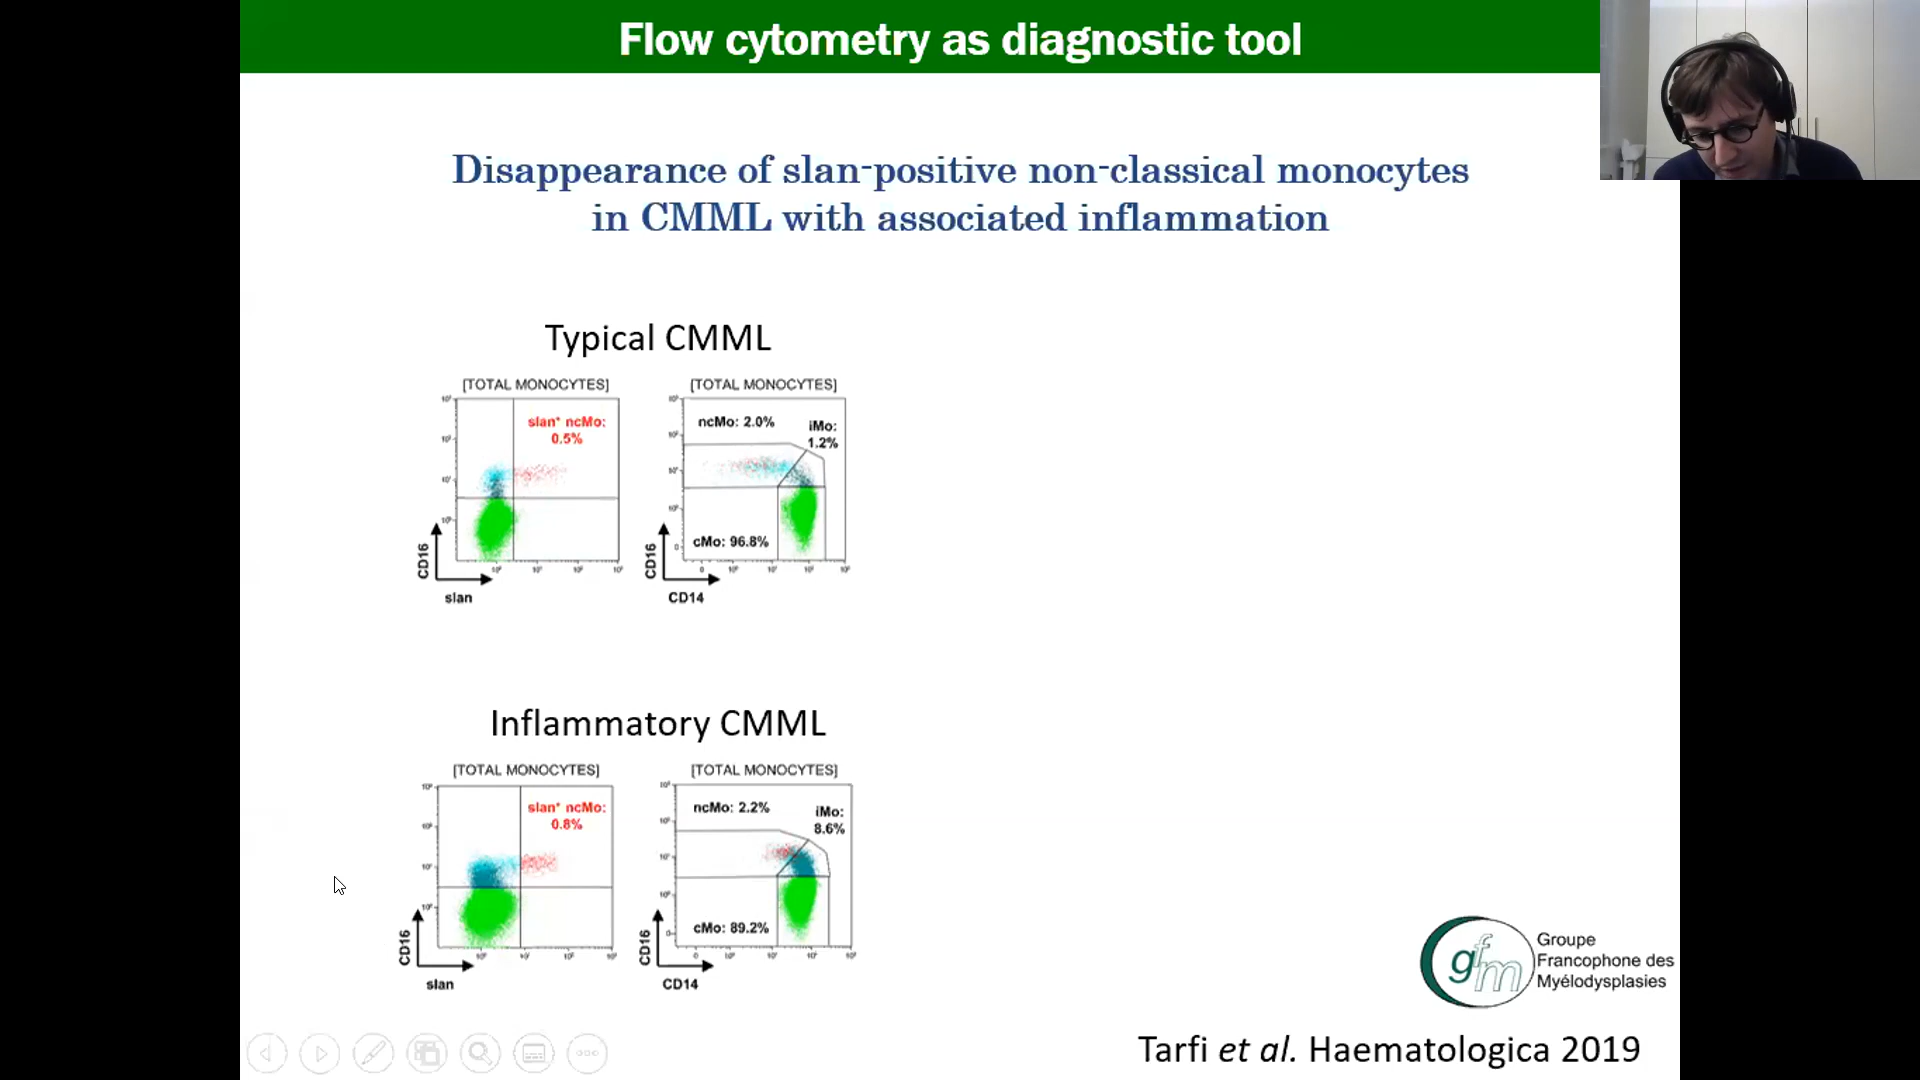 Flow cytometry as diagnostic tool
Disappearance of slan-positive non-classical monocytes
in CMML with associated inflammation
Typical CMML
[TOTAL MONOCYTES]
slan⁺ ncMo:
0.5%
CD16
slan
[TOTAL MONOCYTES]
ncMo: 2.0%
iMo:
1.2%
cMo: 96.8%
CD16
CD14
Inflammatory CMML
[TOTAL MONOCYTES]
slan⁺ ncMo:
0.8%
CD16
slan
[TOTAL MONOCYTES]
ncMo: 2.2%
iMo:
8.6%
cMo: 89.2%
CD16
CD14
gfm
Groupe
Francophone des
Myélodysplasies
Tarfi et al. Haematologica 2019